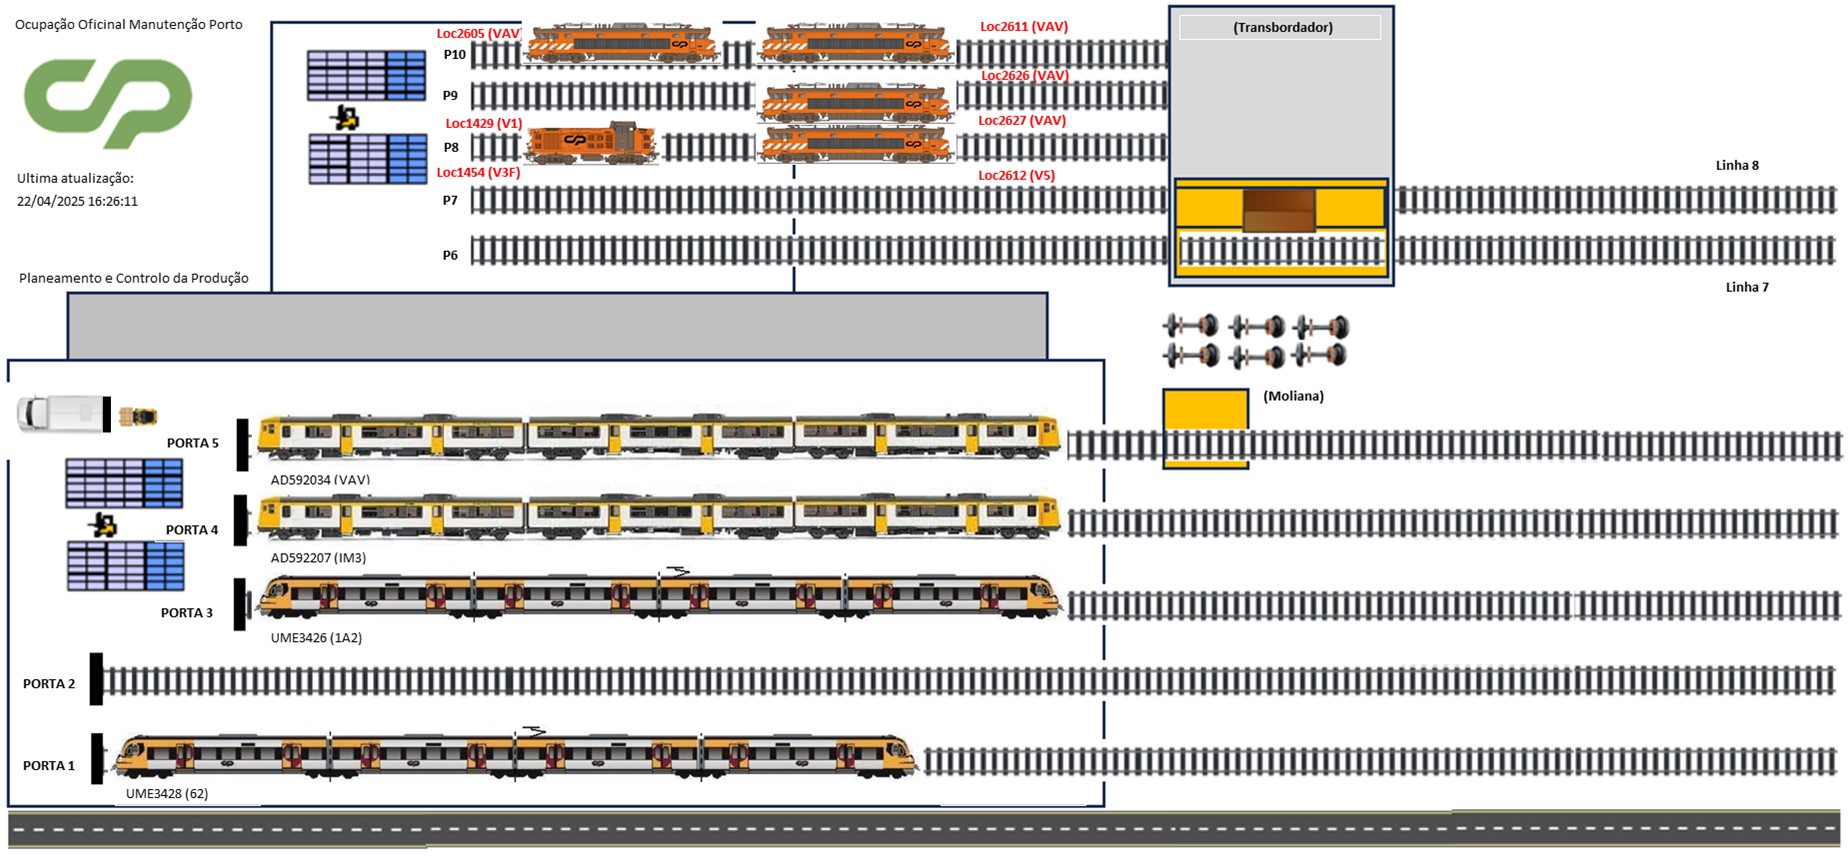 Ocupação Oficinal Manutenção Porto
Ultima atualização:
22/04/2025 16:26:11
Planeamento e Controlo da Produção
Loc2605 (VAV)
Loc2611 (VAV)
P10
Loc2626 (VAV)
P9
Loc1429 (V1)
Loc2627 (VAV)
P8
Loc1454 (V3F)
Loc2612 (V5)
P7
P6
(Transbordador)
Linha 8
Linha 7
(Moliana)
PORTA 5
AD592034 (VAV)
PORTA 4
AD592207 (IM3)
PORTA 3
UME3426 (1A2)
PORTA 2
PORTA 1
UME3428 (62)